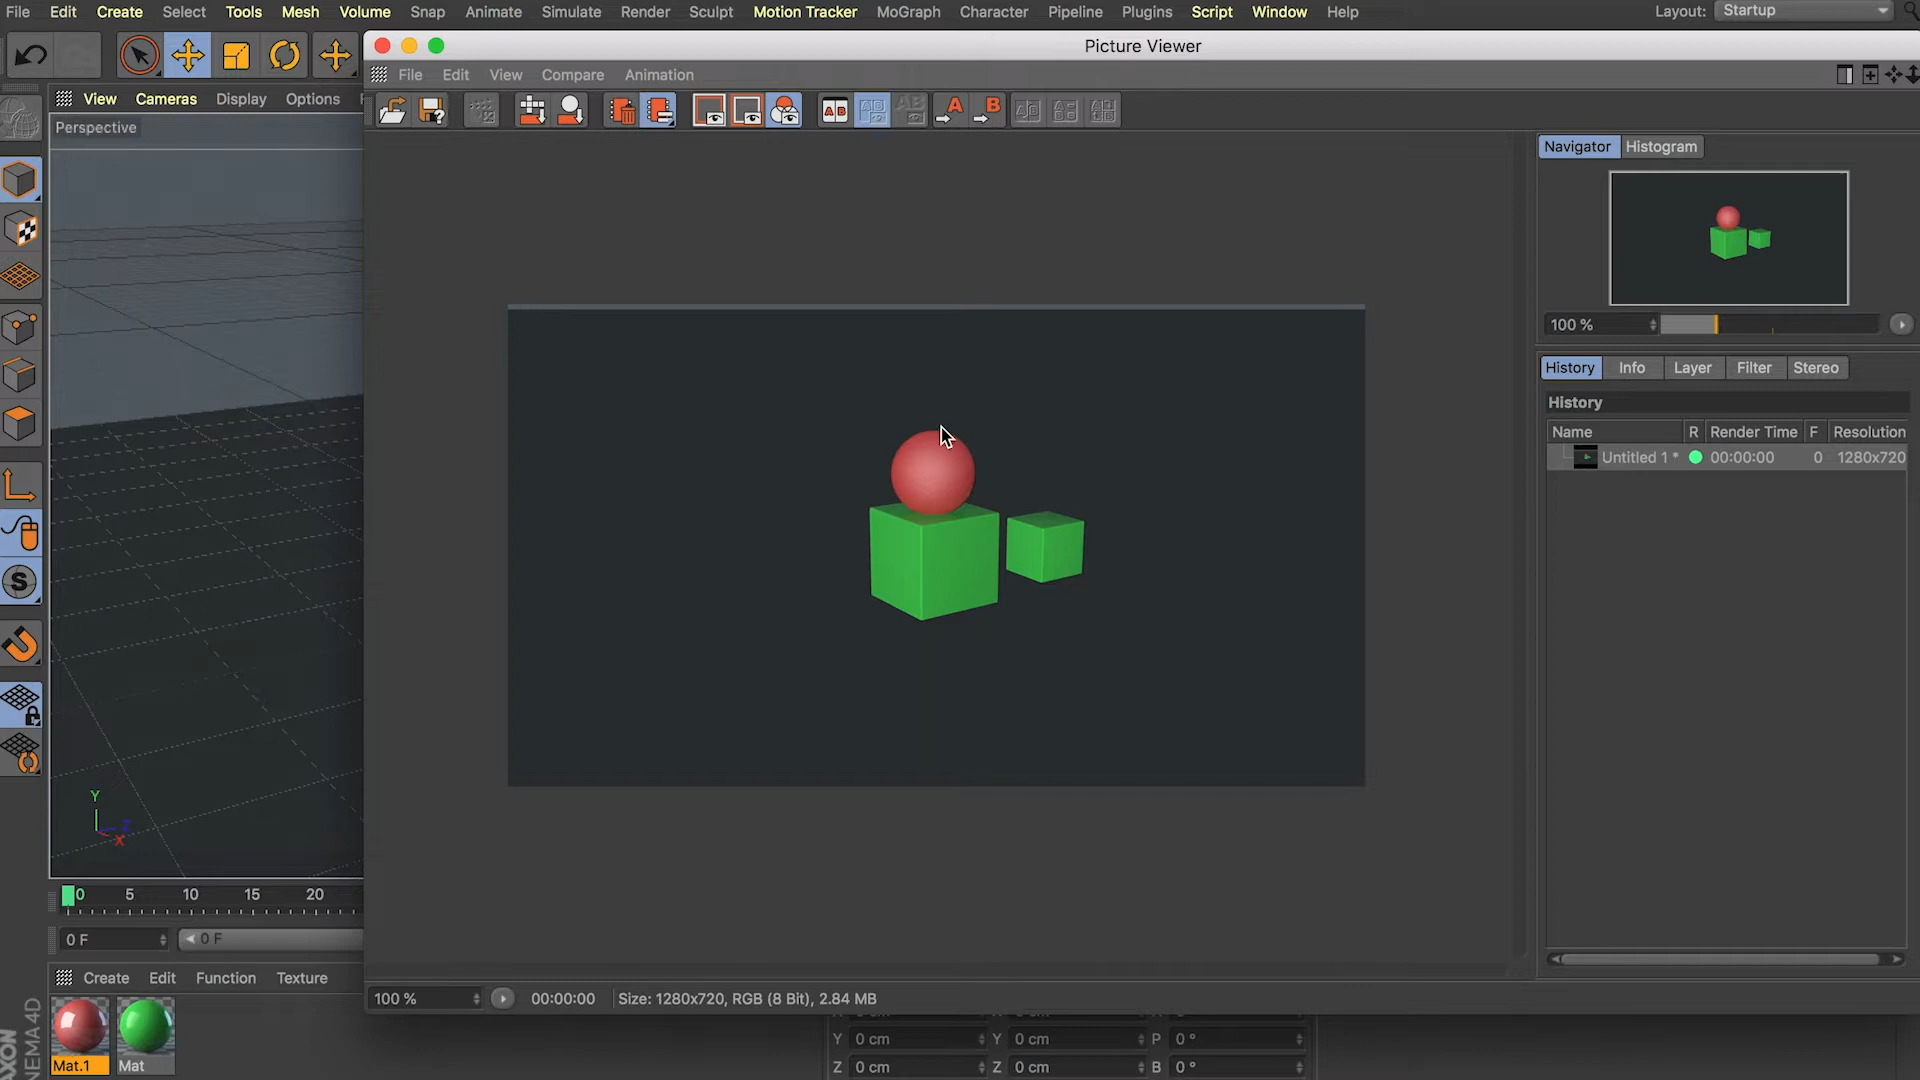 File Edit Create Select Tools Mesh Volume Snap Animate Simulate Render Sculpt Motion Tracker MoGraph Character Pipeline Plugins Script Window Help Layout: Startup
Picture Viewer
File Edit View Compare Animation
View Cameras Display Options
A B
A B
A B
A
B
Perspective
Navigator Histogram
100 %
History Info Layer Filter Stereo
History
Name R Render Time F Resolution
Untitled 1 * 00:00:00 0 1280x720
S
Y
Z
X
0 5 10 15 20
0 F 0 F
Create Edit Function Texture
100 % 00:00:00 Size: 1280x720, RGB (8 Bit), 2.84 MB
Mat.1 Mat
Y 0 cm Y 0 cm P 0 °
Z 0 cm Z 0 cm B 0 °